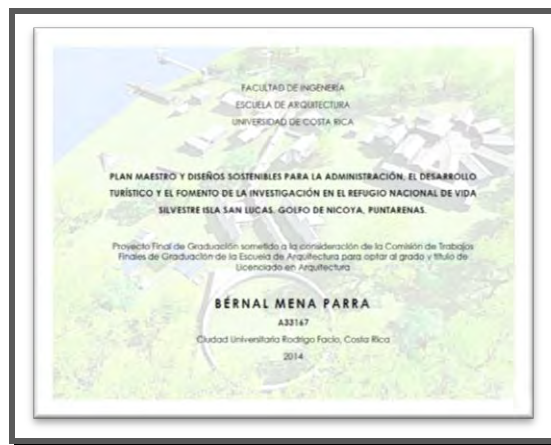 FACULTAD DE INGENIERÍA
ESCUELA DE ARQUITECTURA
UNIVERSIDAD DE COSTA RICA
PLAN MAESTRO Y DISEÑOS SOSTENIBLES PARA LA ADMINISTRACIÓN, EL DESARROLLO
TURÍSTICO Y EL FOMENTO DE LA INVESTIGACIÓN EN EL REFUGIO NACIONAL DE VIDA
SILVESTRE ISLA SAN LUCAS. GOLFO DE NICOYA, PUNTARENAS.
Proyecto Final de Graduación sometido a la consideración de la Comisión de Trabajos
Finales de Graduación de la Escuela de Arquitectura para optar al grado y título de
Licenciado en Arquitectura
BÉRNAL MENA PARRA
A33167
Ciudad Universitaria Rodrigo Facio, Costa Rica
2014